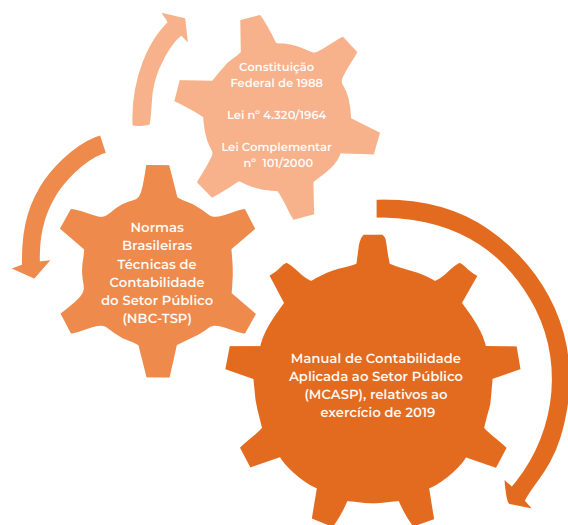 Constituição
Federal de 1988
Lei nº 4.320/1964
Lei Complementar
nº 101/2000
Normas
Brasileiras
Técnicas de
Contabilidade
do Setor Público
(NBC-TSP)
Manual de Contabilidade
Aplicada ao Setor Público
(MCASP), relativos ao
exercício de 2019